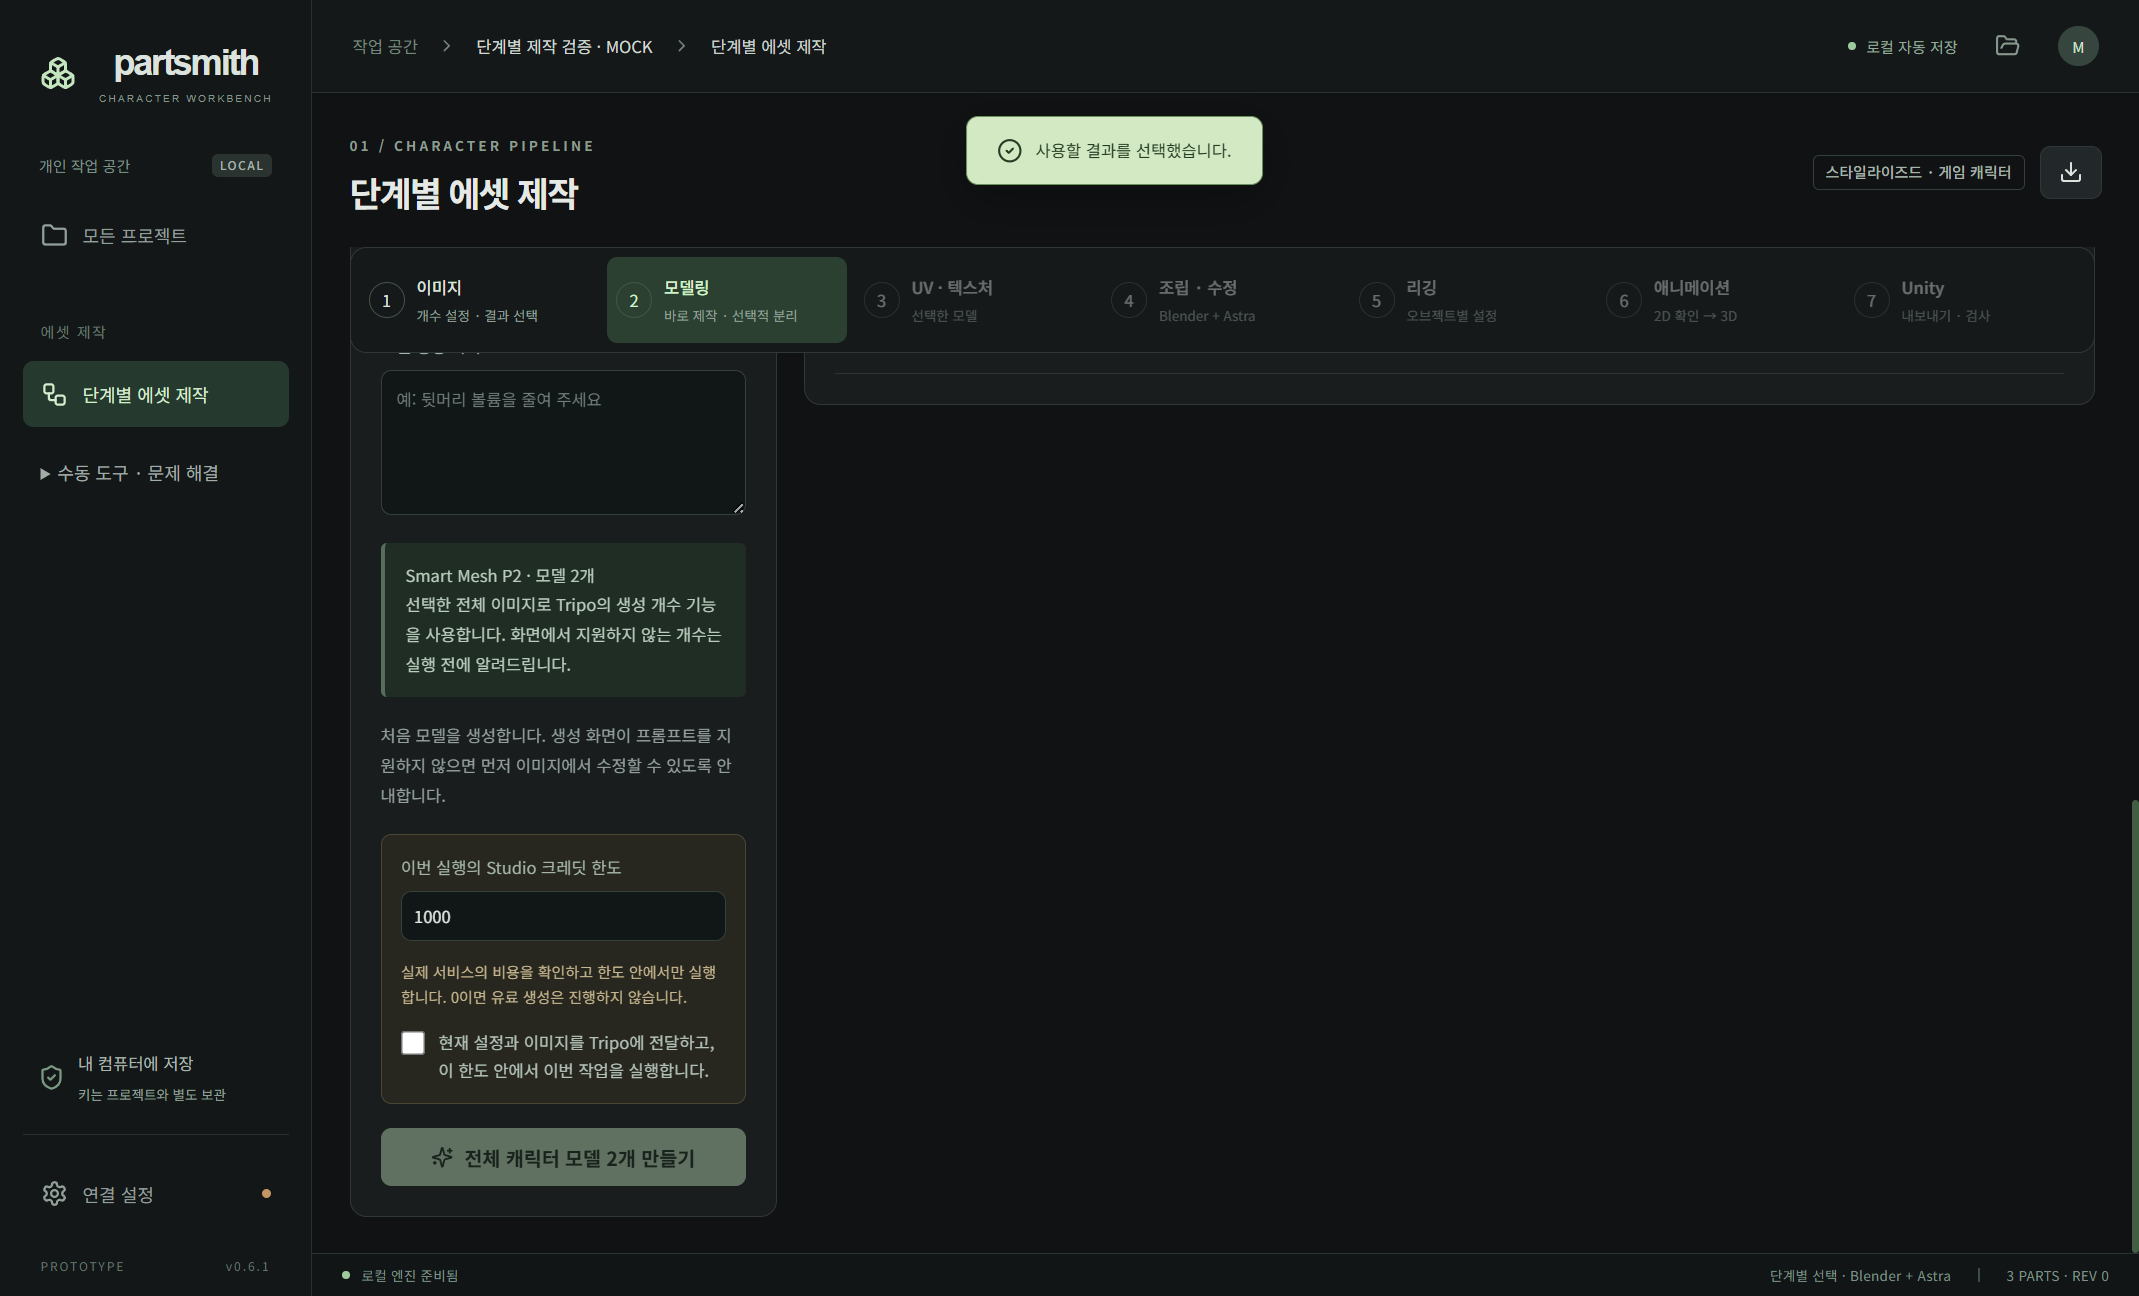 partsmith
CHARACTER WORKBENCH
개인 작업 공간
LOCAL
모든 프로젝트
에셋 제작
단계별 에셋 제작
수동 도구 · 문제 해결
내 컴퓨터에 저장
키는 프로젝트와 별도 보관
연결 설정
PROTOTYPE
v0.6.1
작업 공간
단계별 제작 검증 · MOCK
단계별 에셋 제작
로컬 자동 저장
M
01 / CHARACTER PIPELINE
단계별 에셋 제작
사용할 결과를 선택했습니다.
스타일라이즈드 · 게임 캐릭터
1
이미지
개수 설정 · 결과 선택
2
모델링
바로 제작 · 선택적 분리
3
UV · 텍스처
선택한 모델
4
조립 · 수정
Blender + Astra
5
리깅
오브젝트별 설정
6
애니메이션
2D 확인 → 3D
7
Unity
내보내기 · 검사
예: 뒷머리 볼륨을 줄여 주세요
Smart Mesh P2 · 모델 2개
선택한 전체 이미지로 Tripo의 생성 개수 기능
을 사용합니다. 화면에서 지원하지 않는 개수는
실행 전에 알려드립니다.
처음 모델을 생성합니다. 생성 화면이 프롬프트를 지
원하지 않으면 먼저 이미지에서 수정할 수 있도록 안
내합니다.
이번 실행의 Studio 크레딧 한도
1000
실제 서비스의 비용을 확인하고 한도 안에서만 실행
합니다. 0이면 유료 생성은 진행하지 않습니다.
현재 설정과 이미지를 Tripo에 전달하고,
이 한도 안에서 이번 작업을 실행합니다.
전체 캐릭터 모델 2개 만들기
로컬 엔진 준비됨
단계별 선택 · Blender + Astra
3 PARTS · REV 0